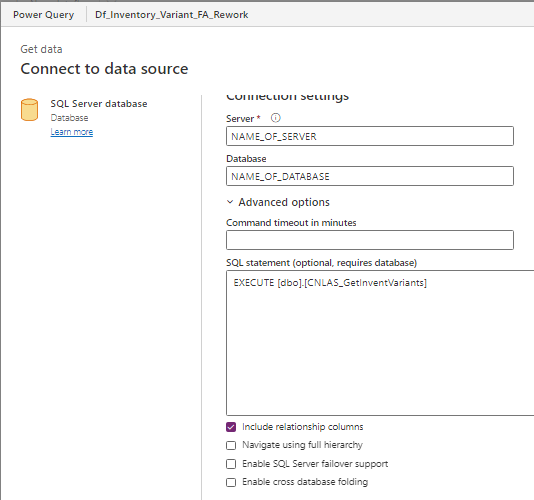 Power Query Df_Inventory_Variant_FA_Rework
Get data
Connect to data source
SQL Server database
Database
Learn more
Connection settings
Server *
NAME_OF_SERVER
Database
NAME_OF_DATABASE
Advanced options
Command timeout in minutes
SQL statement (optional, requires database)
EXECUTE [dbo].[CNLAS_GetInventVariants]
Include relationship columns
Navigate using full hierarchy
Enable SQL Server failover support
Enable cross database folding